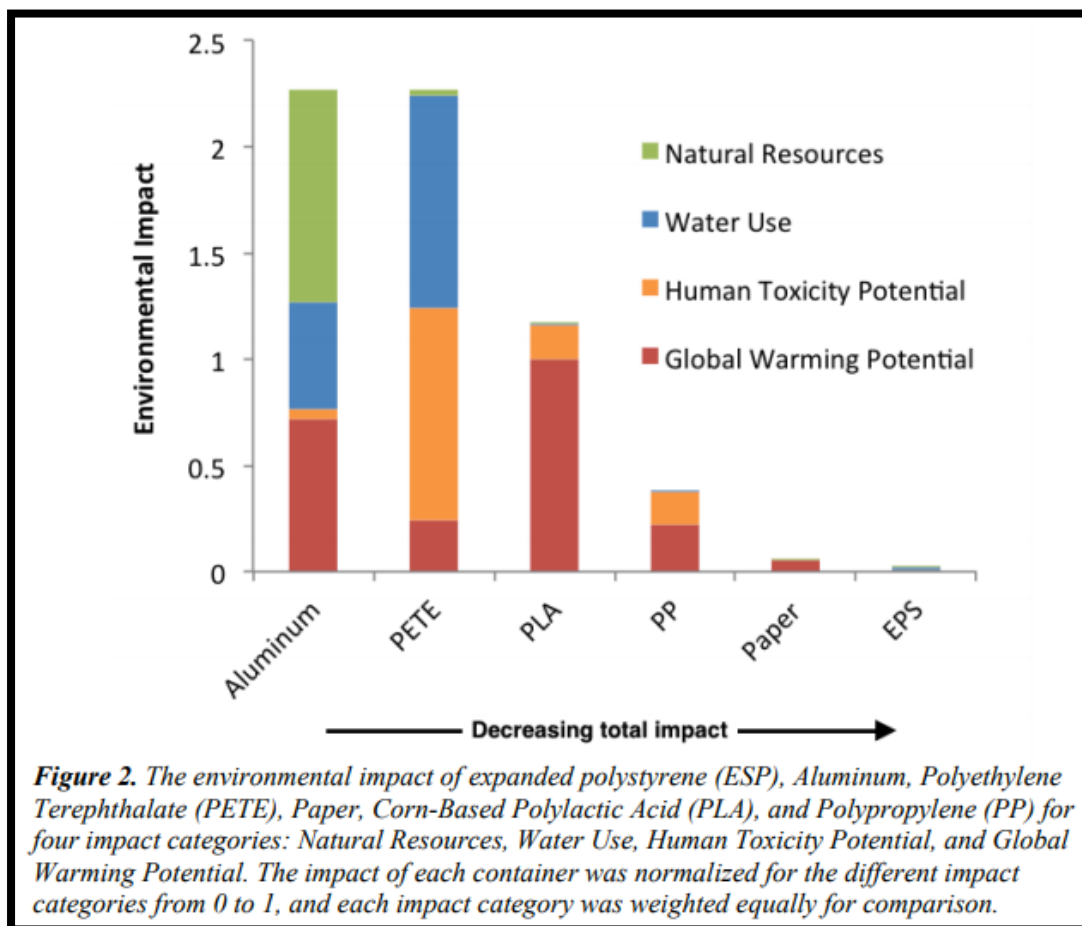 2.5
2
1.5
1
0.5
0
Environmental Impact
Natural Resources
Water Use
Human Toxicity Potential
Global Warming Potential
Aluminum
PETE
PLA
PP
Paper
EPS
Decreasing total impact
Figure 2. The environmental impact of expanded polystyrene (ESP), Aluminum, Polyethylene
Terephthalate (PETE), Paper, Corn-Based Polylactic Acid (PLA), and Polypropylene (PP) for
four impact categories: Natural Resources, Water Use, Human Toxicity Potential, and Global
Warming Potential. The impact of each container was normalized for the different impact
categories from 0 to 1, and each impact category was weighted equally for comparison.